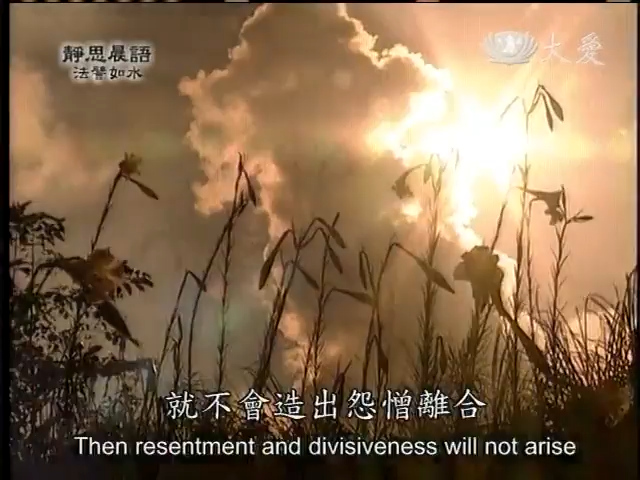 靜思晨語
法譬如水
大愛
就不會造出怨憎離合
Then resentment and divisiveness will not arise